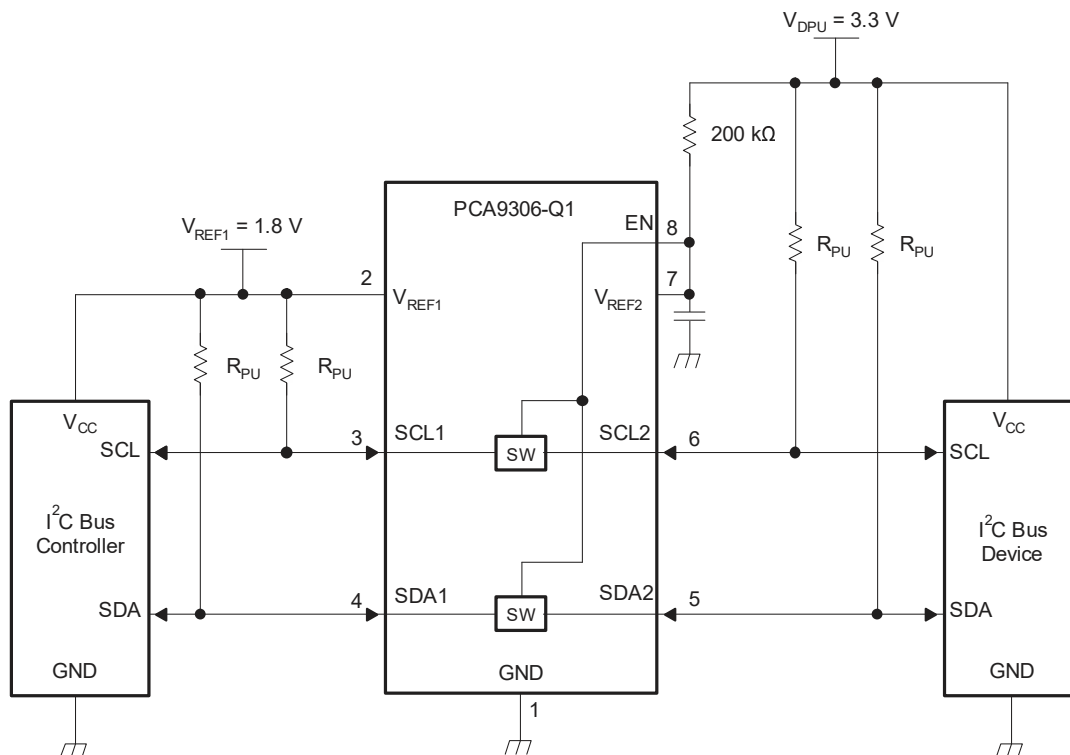 V_DPU = 3.3 V
200 kΩ
PCA9306-Q1
EN
8
V_REF1 = 1.8 V
R_PU
R_PU
2
7
V_REF1
V_REF2
R_PU
R_PU
V_CC
V_CC
SCL
3
SCL1
SW
SCL2
6
SCL
I²C Bus
Controller
I²C Bus
Device
SDA
4
SDA1
SW
SDA2
5
SDA
GND
GND
GND
1